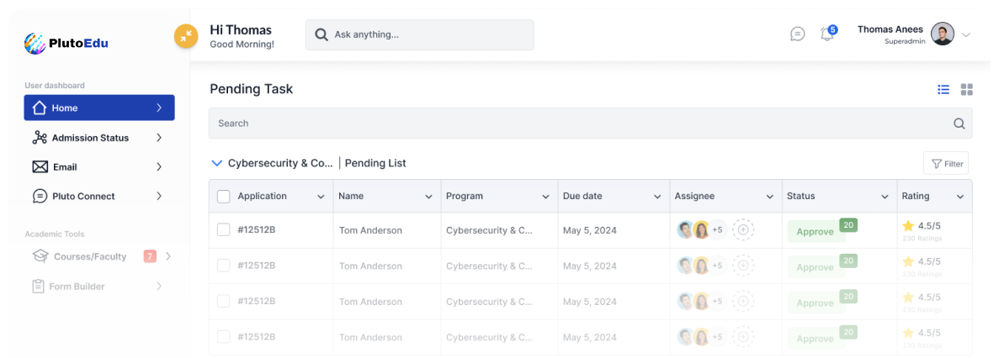 PlutoEdu
Hi Thomas
Good Morning!
Ask anything...
5
Thomas Anees
Superadmin
User dashboard
Home
Admission Status
Email
Pluto Connect
Academic Tools
Courses/Faculty 7
Form Builder
Pending Task
Search
Cybersecurity & Co... | Pending List
Filter
Application Name Program Due date Assignee Status Rating
#12512B Tom Anderson Cybersecurity & C... May 5, 2024 +5 Approve 20 4.5/5
230 Ratings
#12512B Tom Anderson Cybersecurity & C... May 5, 2024 +5 Approve 20 4.5/5
230 Ratings
#12512B Tom Anderson Cybersecurity & C... May 5, 2024 +5 Approve 20 4.5/5
230 Ratings
#12512B Tom Anderson Cybersecurity & C... May 5, 2024 +5 Approve 20 4.5/5
230 Ratings